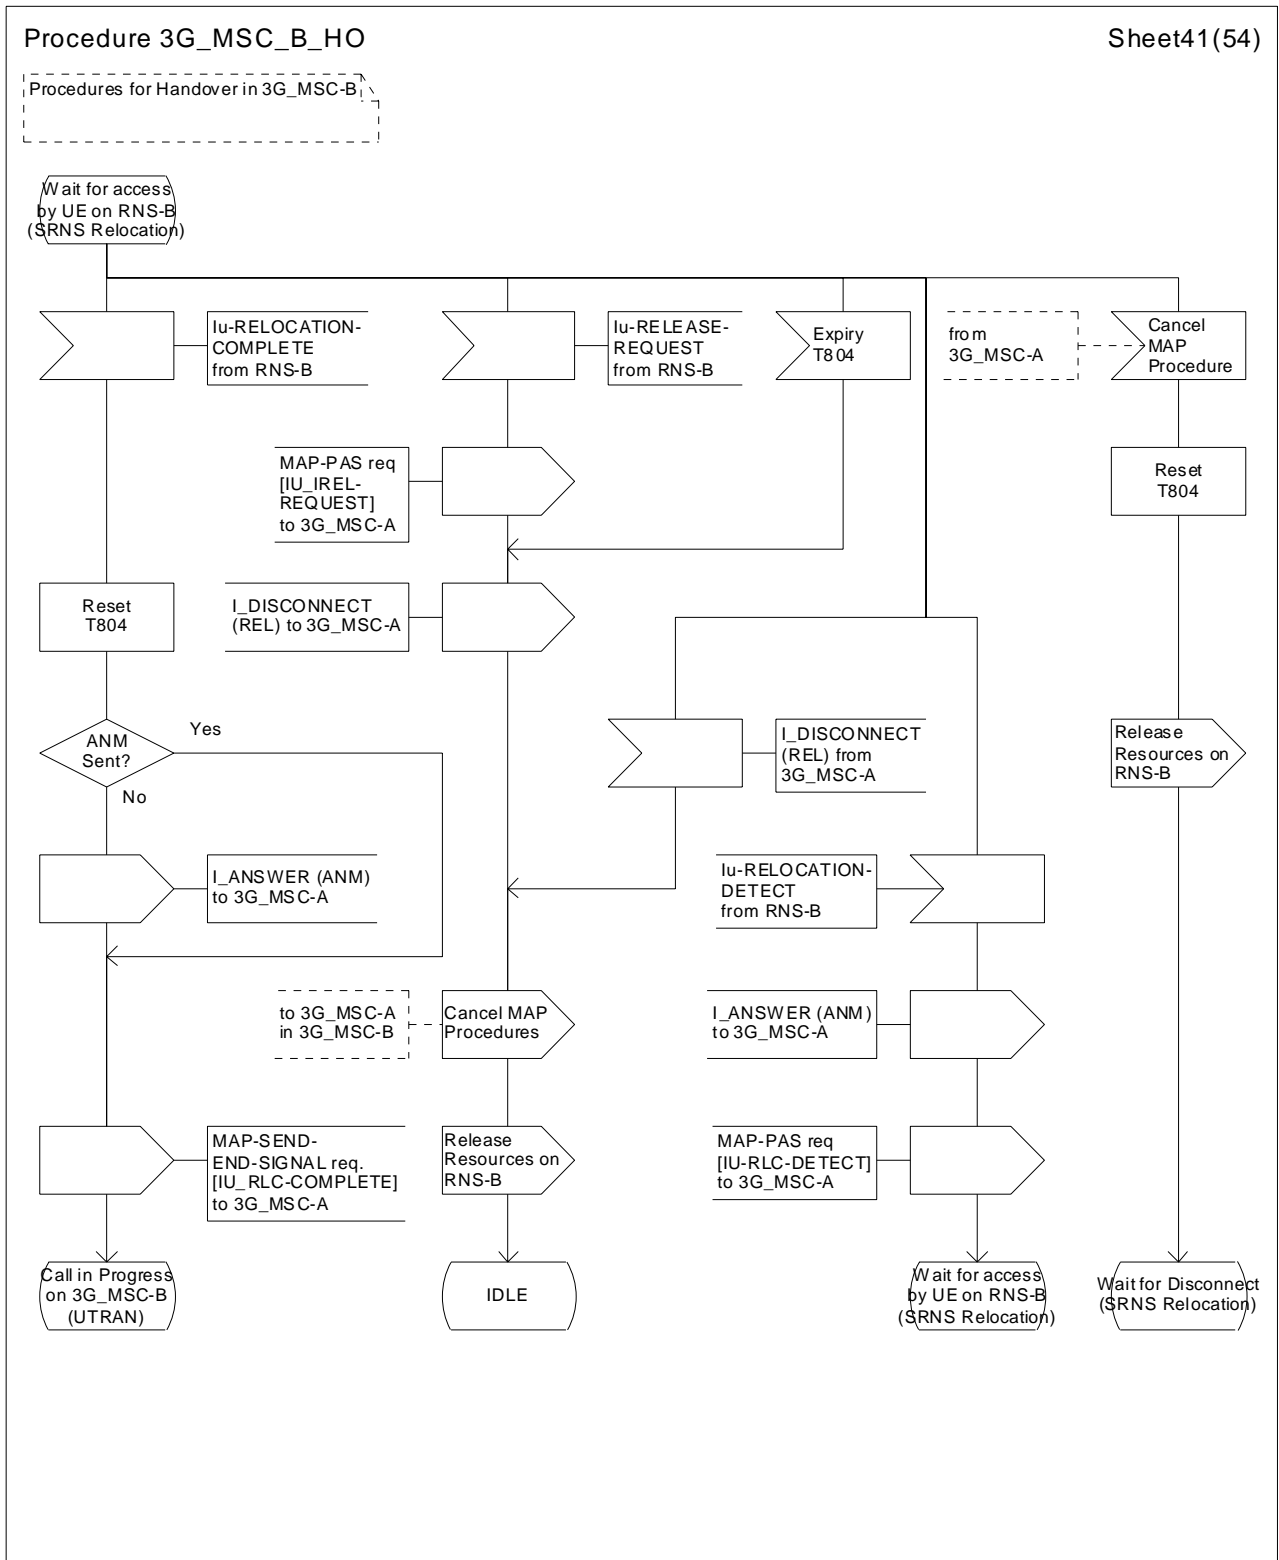 Procedure 3G_MSC_B_HO
Sheet41(54)
Procedures for Handover in 3G_MSC-B
Wait for access
by UE on RNS-B
(SRNS Relocation)
Iu-RELOCATION-
COMPLETE
from RNS-B
Iu-RELEASE-
REQUEST
from RNS-B
Expiry
T804
from
3G_MSC-A
Cancel
MAP
Procedure
MAP-PAS req
[IU_IREL-
REQUEST]
to 3G_MSC-A
Reset
T804
Reset
T804
I_DISCONNECT
(REL) to 3G_MSC-A
ANM
Sent?
Yes
No
I_DISCONNECT
(REL) from
3G_MSC-A
Release
Resources on
RNS-B
I_ANSWER (ANM)
to 3G_MSC-A
Iu-RELOCATION-
DETECT
from RNS-B
to 3G_MSC-A
in 3G_MSC-B
Cancel MAP
Procedures
I_ANSWER (ANM)
to 3G_MSC-A
MAP-SEND-
END-SIGNAL req.
[IU_RLC-COMPLETE]
to 3G_MSC-A
Release
Resources on
RNS-B
MAP-PAS req
[IU-RLC-DETECT]
to 3G_MSC-A
Call in Progress
on 3G_MSC-B
(UTRAN)
IDLE
Wait for access
by UE on RNS-B
(SRNS Relocation)
Wait for Disconnect
(SRNS Relocation)